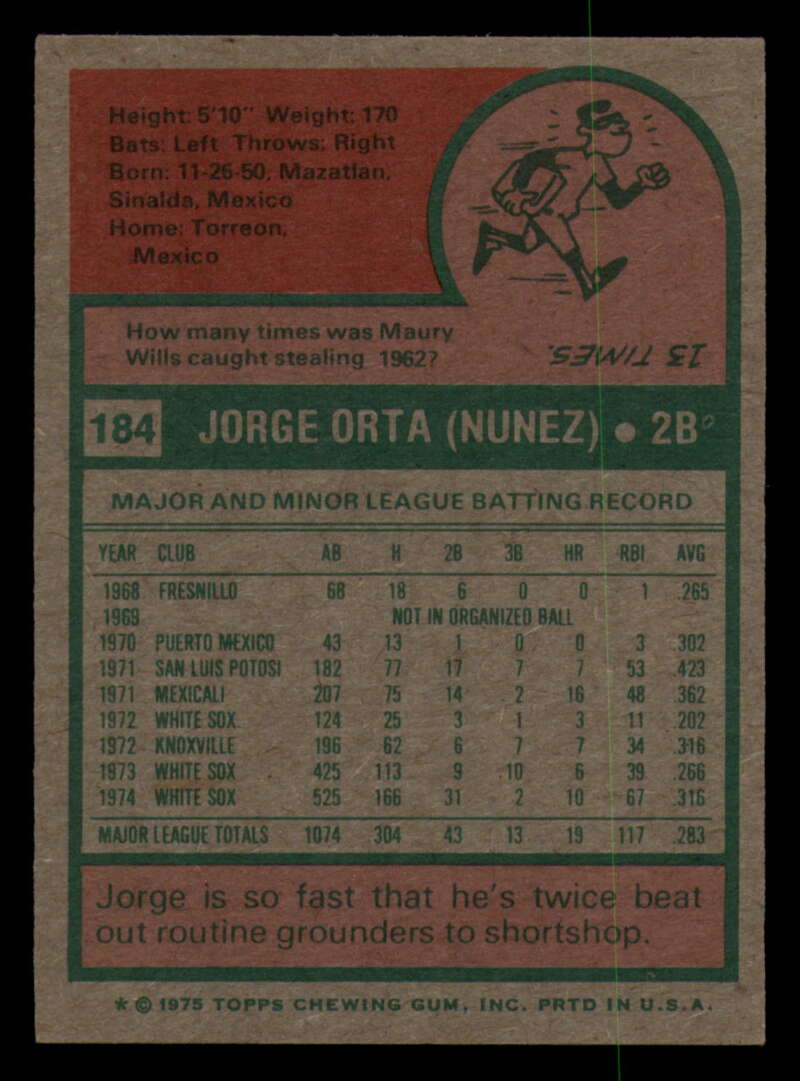 Height: 5'10" Weight: 170
Bats: Left Throws: Right
Born: 11-26-50, Mazatlan,
Sinalda, Mexico
Home: Torreon,
Mexico
How many times was Maury
Wills caught stealing 1962?
13 TIMES.
184 JORGE ORTA (NUNEZ) • 2B
MAJOR AND MINOR LEAGUE BATTING RECORD
YEAR CLUB AB H 2B 3B HR RBI AVG
1968 FRESNILLO 68 18 6 0 0 1 .265
1969 NOT IN ORGANIZED BALL
1970 PUERTO MEXICO 43 13 1 0 0 3 .302
1971 SAN LUIS POTOSI 182 77 17 7 7 53 .423
1971 MEXICALI 207 75 14 2 16 48 .362
1972 WHITE SOX 124 25 3 1 3 11 .202
1972 KNOXVILLE 196 62 6 7 7 34 .316
1973 WHITE SOX 425 113 9 10 6 39 .266
1974 WHITE SOX 525 166 31 2 10 67 .316
MAJOR LEAGUE TOTALS 1074 304 43 13 19 117 .283
Jorge is so fast that he's twice beat
out routine grounders to shortshop.
* © 1975 TOPPS CHEWING GUM, INC. PRTD IN U.S.A.